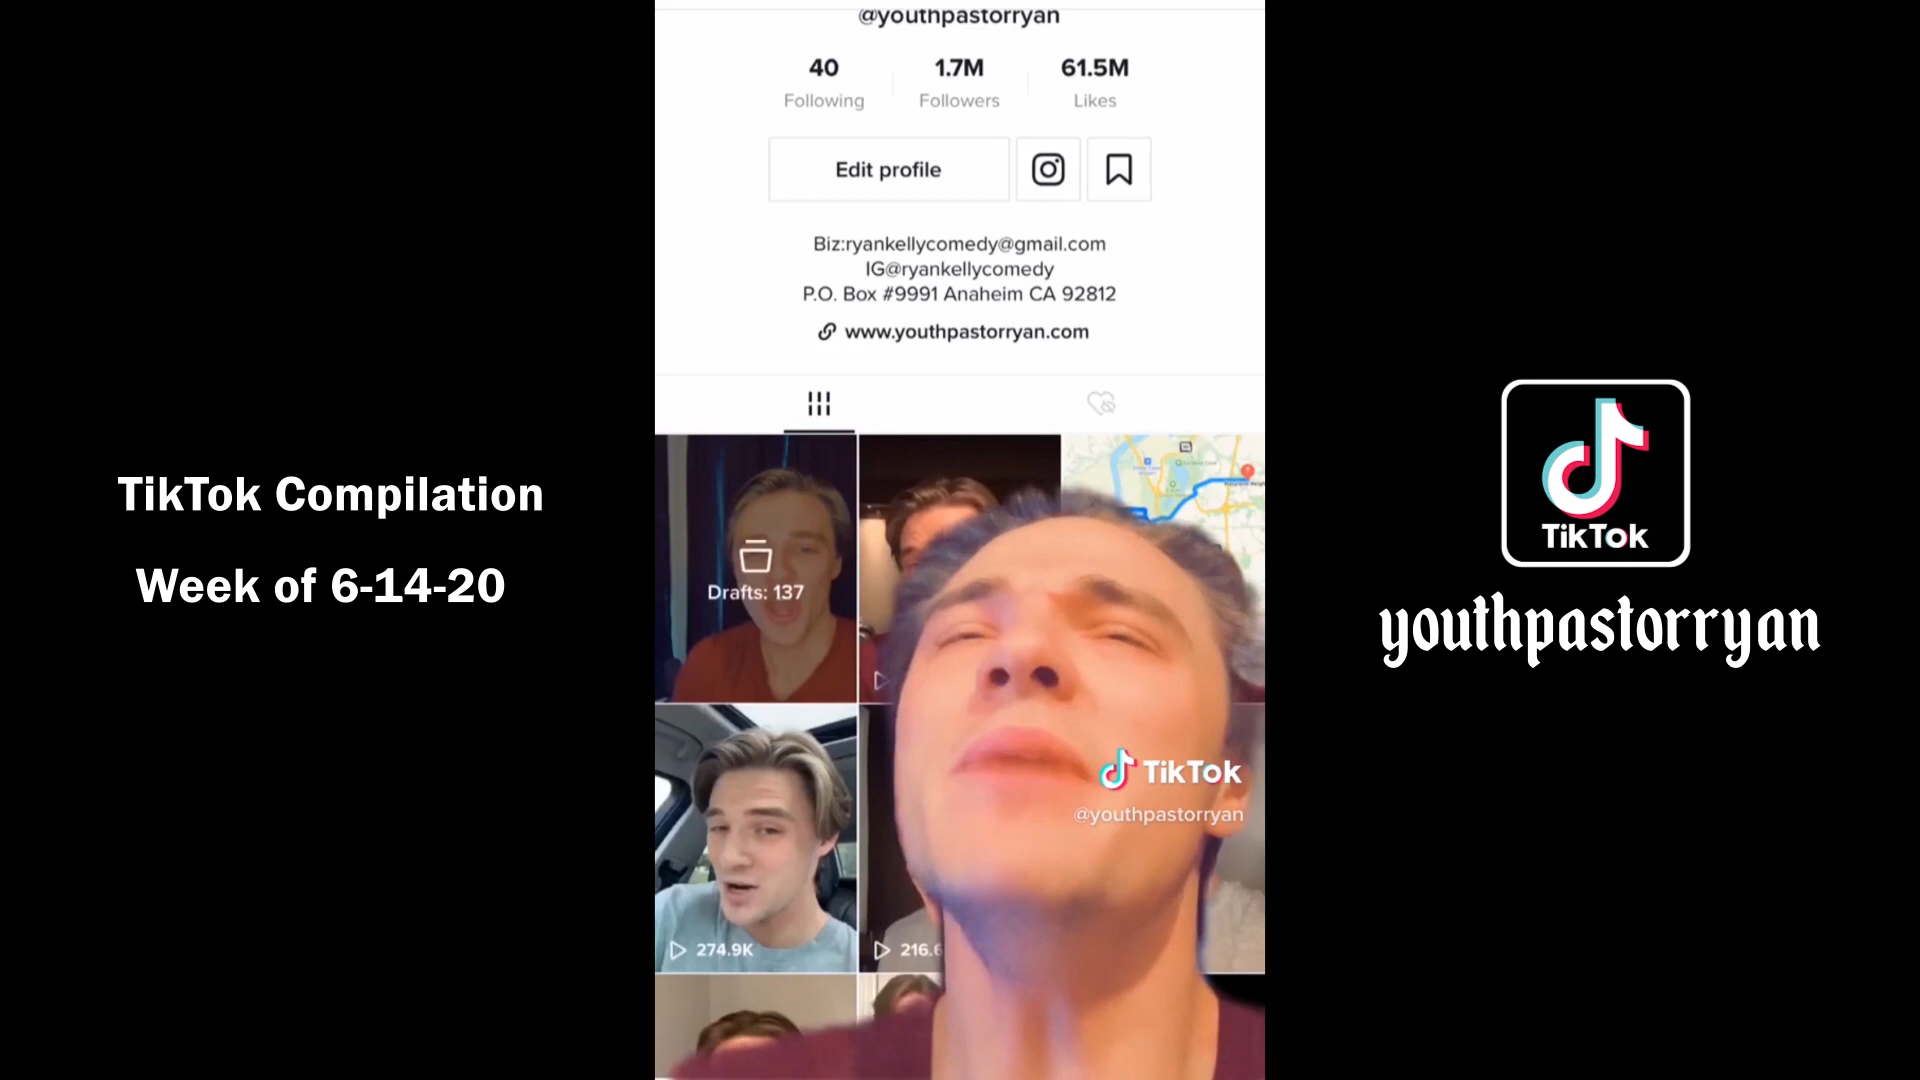 TikTok Compilation
Week of 6-14-20
@youthpastorryan
40
Following
1.7M
Followers
61.5M
Likes
Edit profile
Biz:ryankellycomedy@gmail.com
IG@ryankellycomedy
P.O. Box #9991 Anaheim CA 92812
www.youthpastorryan.com
Drafts: 137
274.9K
216.6
TikTok
@youthpastorryan
TikTok
youthpastorryan